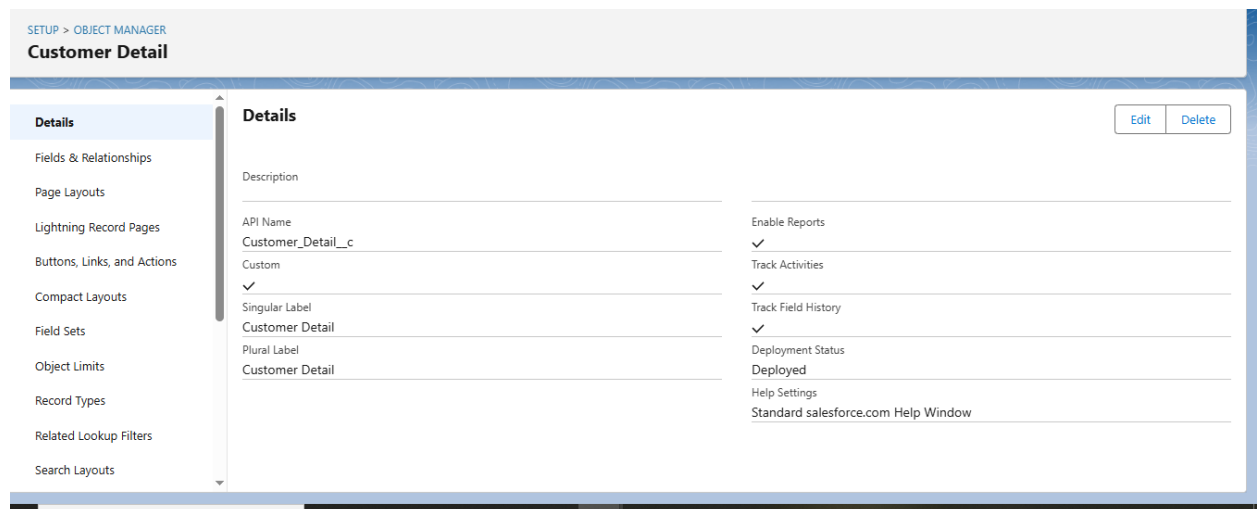 SETUP > OBJECT MANAGER
Customer Detail
Details
Fields & Relationships
Page Layouts
Lightning Record Pages
Buttons, Links, and Actions
Compact Layouts
Field Sets
Object Limits
Record Types
Related Lookup Filters
Search Layouts
Details
Edit
Delete
Description
API Name
Customer_Detail__c
Custom
Singular Label
Customer Detail
Plural Label
Customer Detail
Enable Reports
Track Activities
Track Field History
Deployment Status
Deployed
Help Settings
Standard salesforce.com Help Window